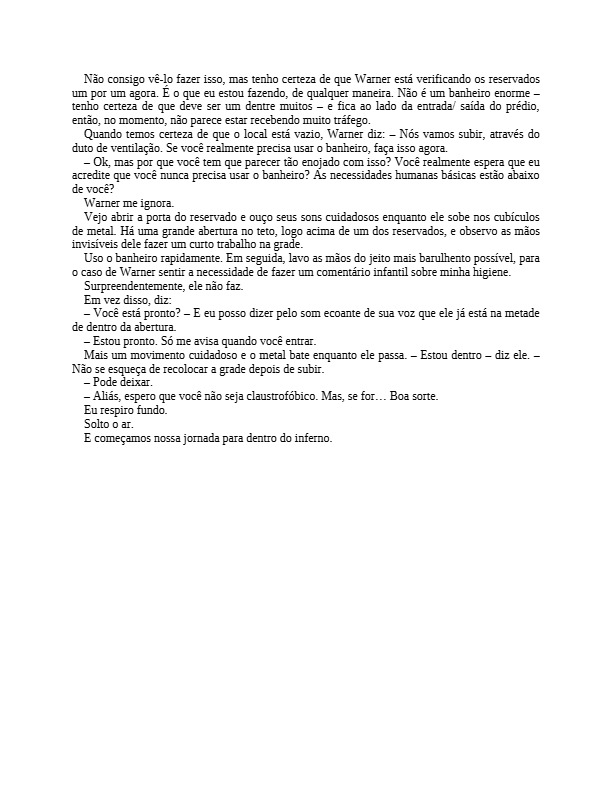 Não consigo vê-lo fazer isso, mas tenho certeza de que Warner está verificando os reservados
um por um agora. É o que eu estou fazendo, de qualquer maneira. Não é um banheiro enorme –
tenho certeza de que deve ser um dentre muitos – e fica ao lado da entrada/ saída do prédio,
então, no momento, não parece estar recebendo muito tráfego.
Quando temos certeza de que o local está vazio, Warner diz: – Nós vamos subir, através do
duto de ventilação. Se você realmente precisa usar o banheiro, faça isso agora.
– Ok, mas por que você tem que parecer tão enojado com isso? Você realmente espera que eu
acredite que você nunca precisa usar o banheiro? As necessidades humanas básicas estão abaixo
de você?
Warner me ignora.
Vejo abrir a porta do reservado e ouço seus sons cuidadosos enquanto ele sobe nos cubículos
de metal. Há uma grande abertura no teto, logo acima de um dos reservados, e observo as mãos
invisíveis dele fazer um curto trabalho na grade.
Uso o banheiro rapidamente. Em seguida, lavo as mãos do jeito mais barulhento possível, para
o caso de Warner sentir a necessidade de fazer um comentário infantil sobre minha higiene.
Surpreendentemente, ele não faz.
Em vez disso, diz:
– Você está pronto? – E eu posso dizer pelo som ecoante de sua voz que ele já está na metade
de dentro da abertura.
– Estou pronto. Só me avisa quando você entrar.
Mais um movimento cuidadoso e o metal bate enquanto ele passa. – Estou dentro – diz ele. –
Não se esqueça de recolocar a grade depois de subir.
– Pode deixar.
– Aliás, espero que você não seja claustrofóbico. Mas, se for… Boa sorte.
Eu respiro fundo.
Solto o ar.
E começamos nossa jornada para dentro do inferno.